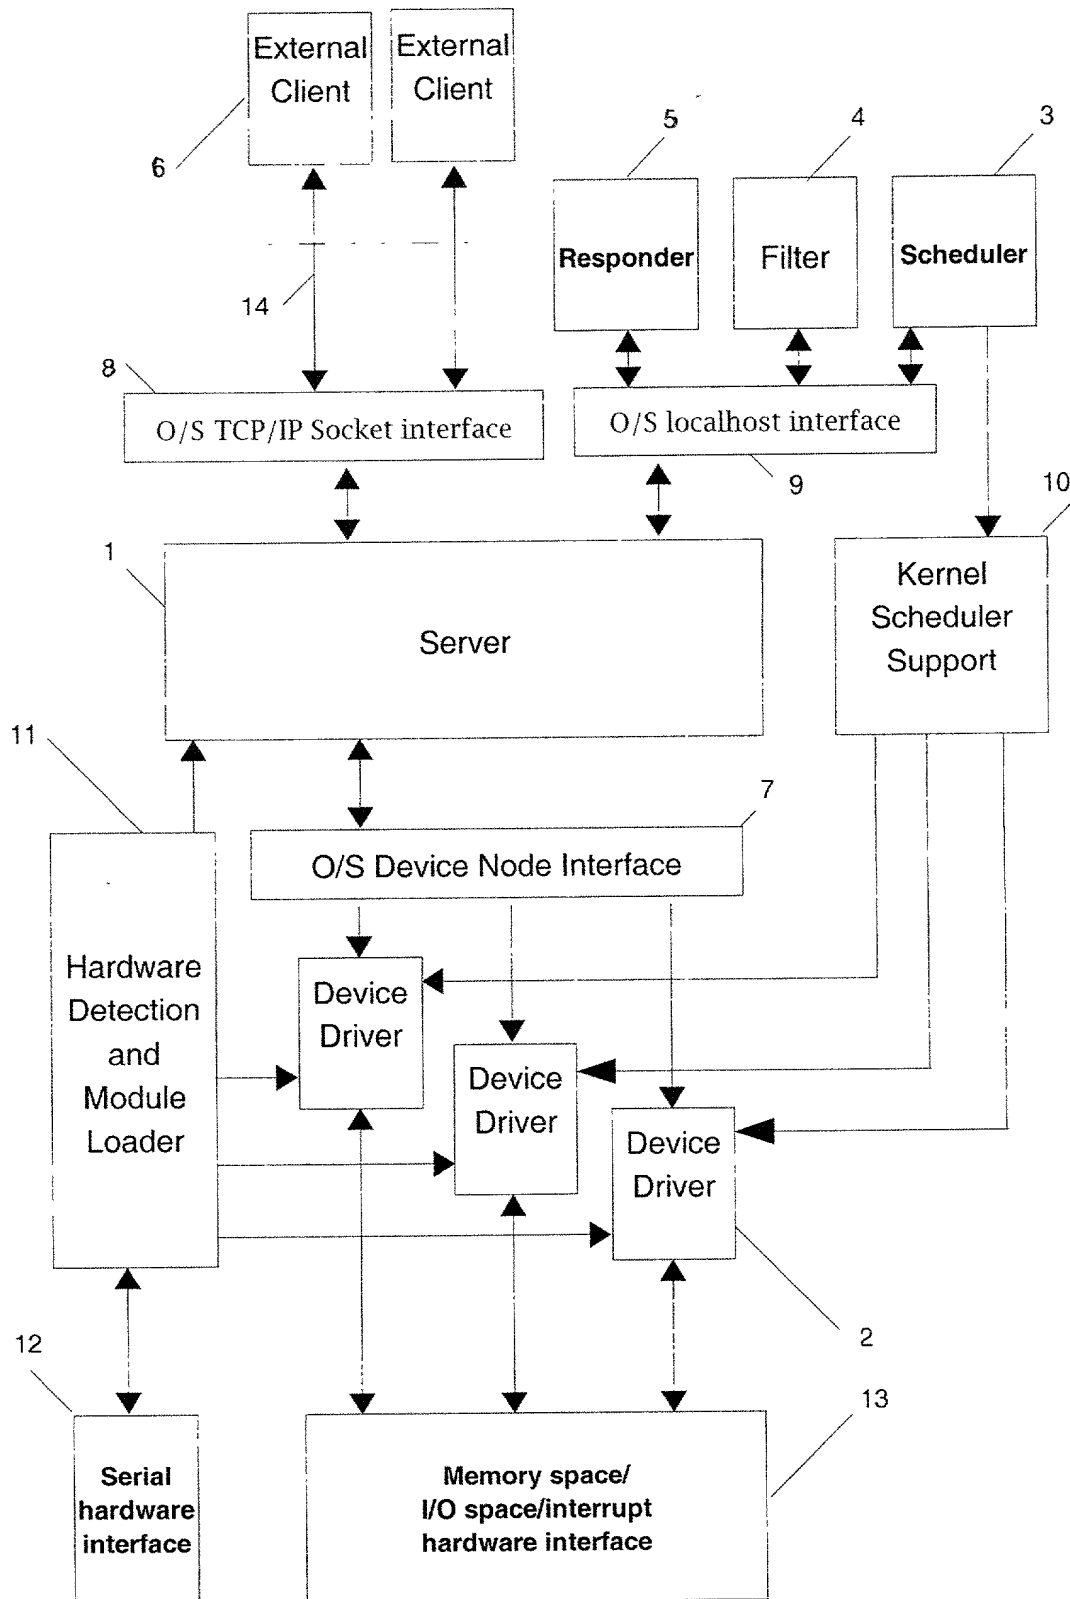 External
Client
External
Client
6
14
5
4
3
Responder
Filter
Scheduler
8
O/S TCP/IP Socket interface
O/S localhost interface
9
10
1
Server
Kernel
Scheduler
Support
11
7
O/S Device Node Interface
Hardware
Detection
and
Module
Loader
Device
Driver
Device
Driver
Device
Driver
2
12
13
Serial
hardware
interface
Memory space/
I/O space/interrupt
hardware interface